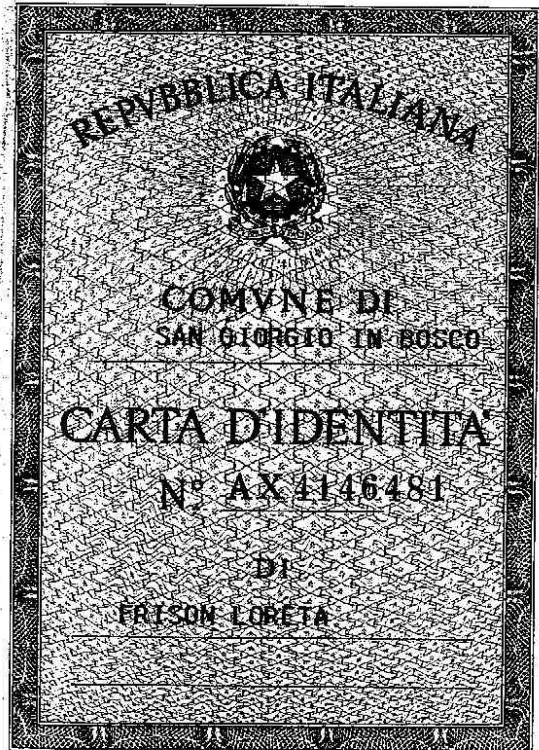 REPVBBLICA ITALIANA
COMVNE DI
SAN GIORGIO IN BOSCO
CARTA D'IDENTITA'
N° AX 4146481
DI
FRISON LORETA